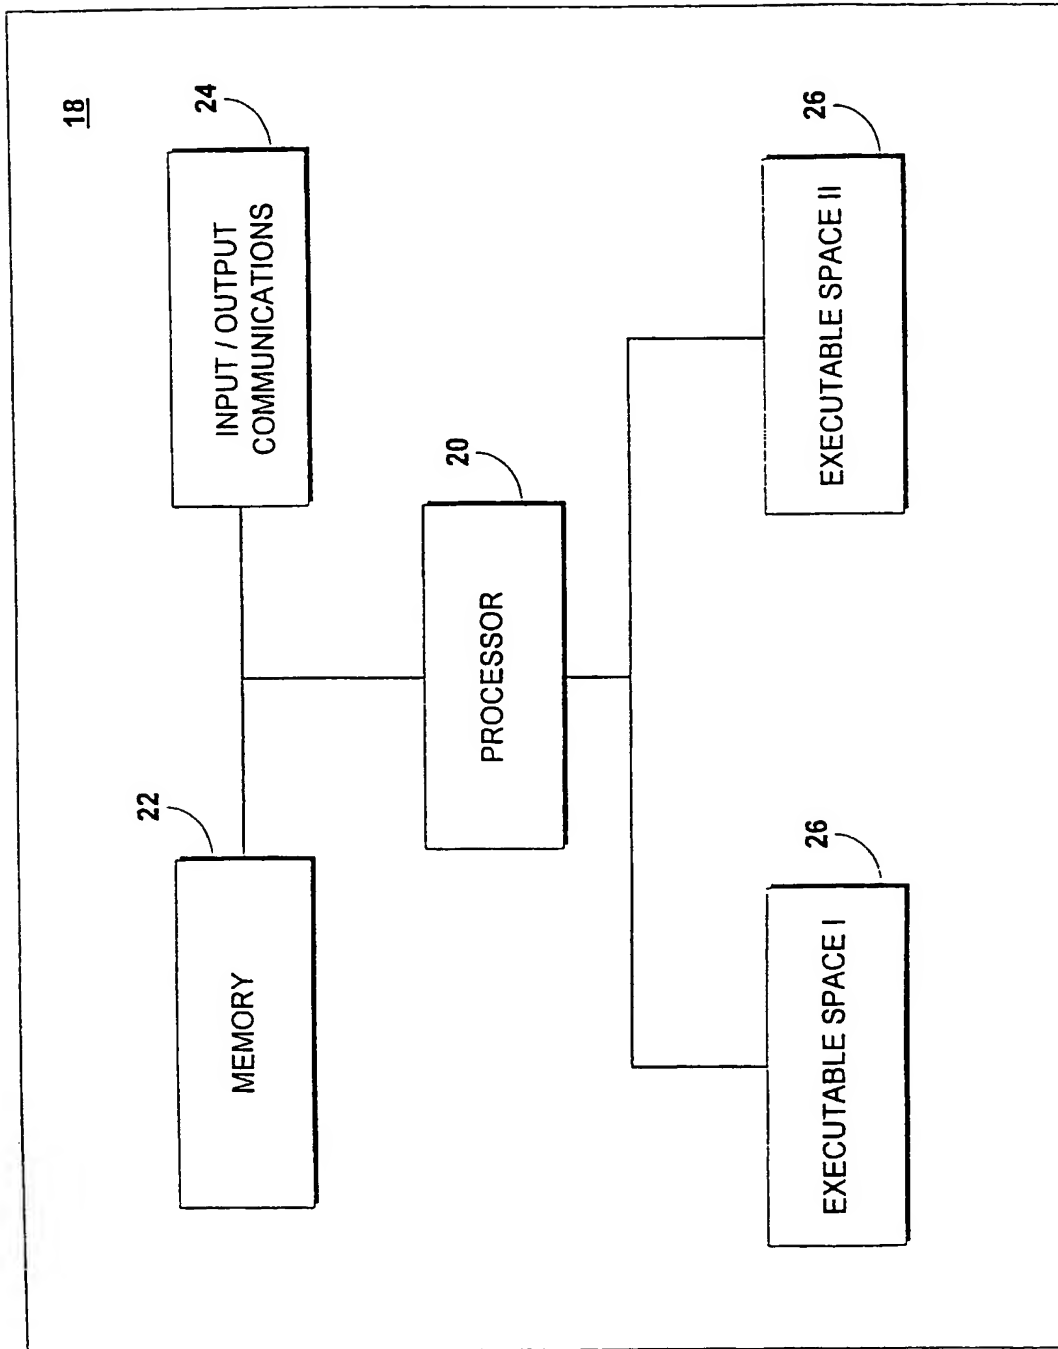 18
22
MEMORY
24
INPUT / OUTPUT
COMMUNICATIONS
20
PROCESSOR
26
EXECUTABLE SPACE I
26
EXECUTABLE SPACE II